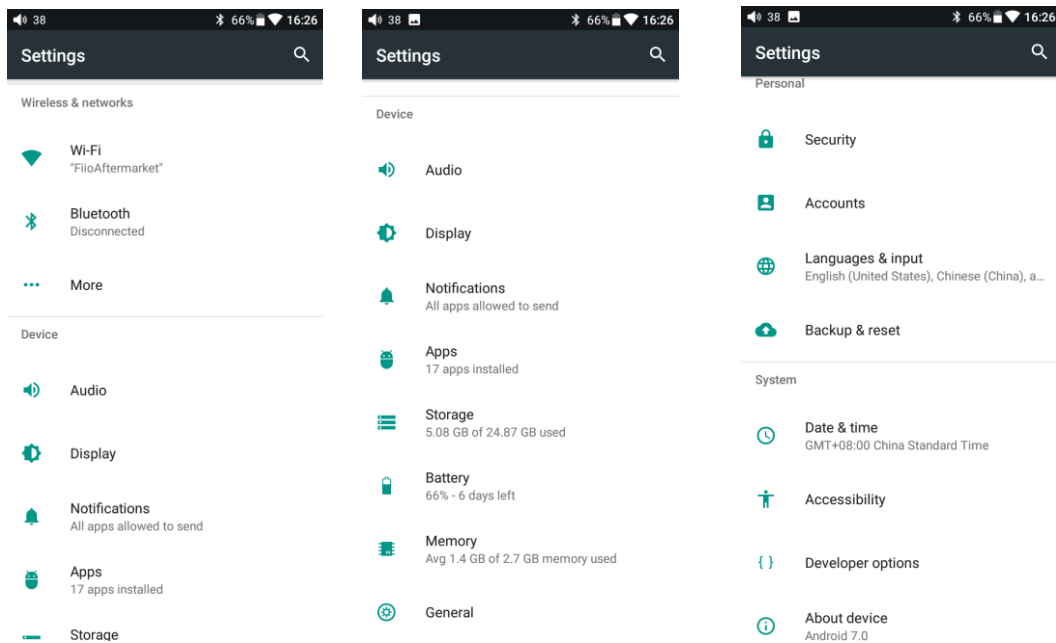 38
66%
16:26
Settings
Wireless & networks
Wi-Fi
"FiioAftermarket"
Bluetooth
Disconnected
More
Device
Audio
Display
Notifications
All apps allowed to send
Apps
17 apps installed
Storage
38
66%
16:26
Settings
Device
Audio
Display
Notifications
All apps allowed to send
Apps
17 apps installed
Storage
5.08 GB of 24.87 GB used
Battery
66% - 6 days left
Memory
Avg 1.4 GB of 2.7 GB memory used
General
38
66%
16:26
Settings
Personal
Security
Accounts
Languages & input
English (United States), Chinese (China), a...
Backup & reset
System
Date & time
GMT+08:00 China Standard Time
Accessibility
Developer options
About device
Android 7.0